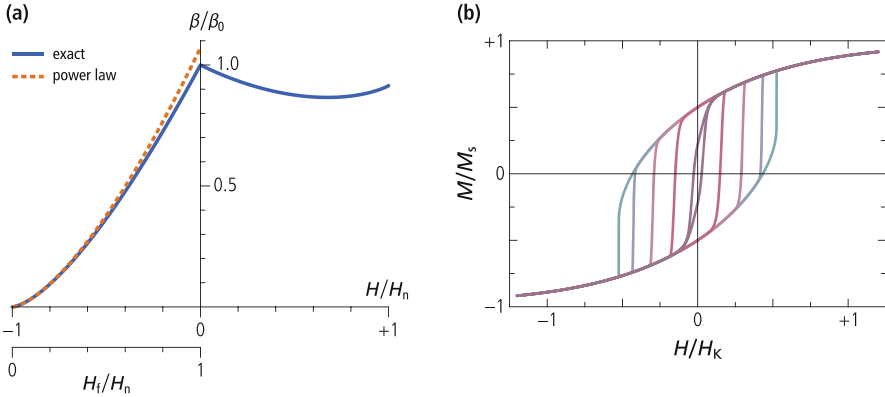 (a)
β/β0
exact
power law
1.0
0.5
H/Hn
−1
0
+1
0
1
Hf/Hn
(b)
+1
M/Ms
0
−1
−1
0
+1
H/HK